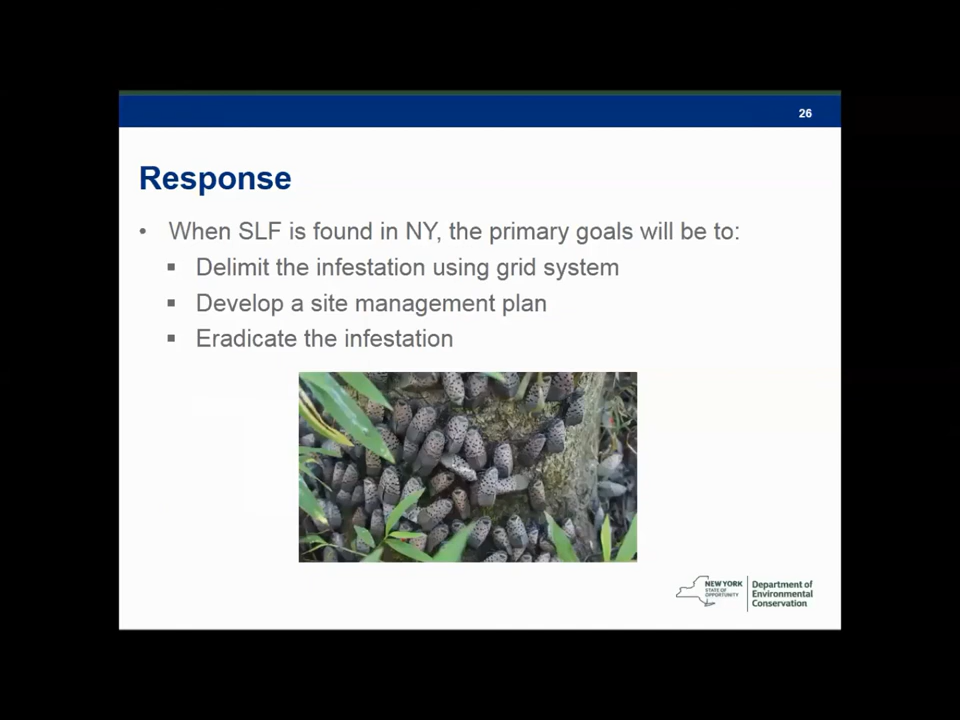 26
Response
• When SLF is found in NY, the primary goals will be to:
▪ Delimit the infestation using grid system
▪ Develop a site management plan
▪ Eradicate the infestation
NEW YORK
STATE OF
OPPORTUNITY
Department of
Environmental
Conservation